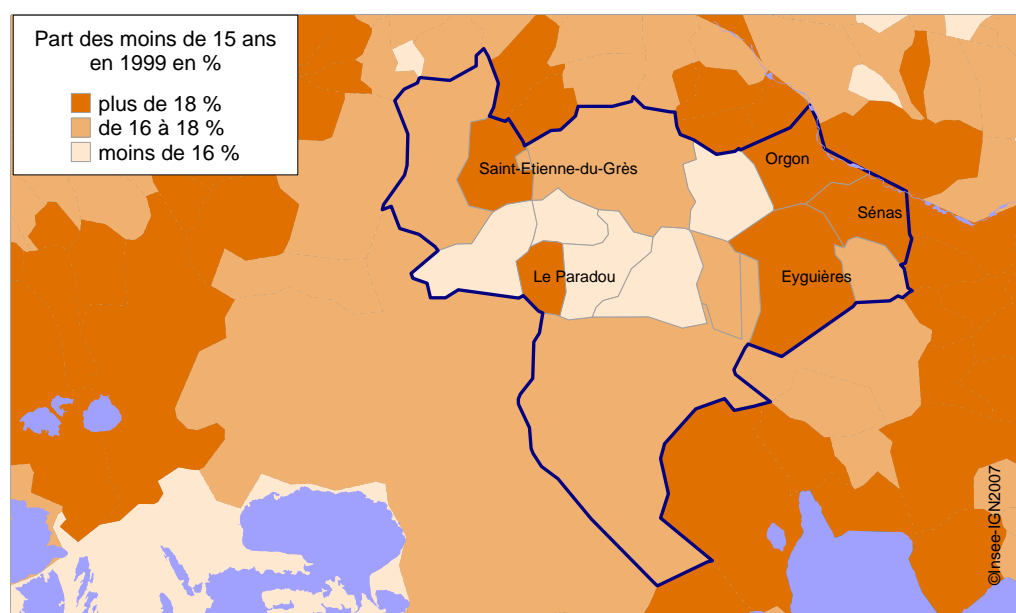 Part des moins de 15 ans
en 1999 en %
plus de 18 %
de 16 à 18 %
moins de 16 %
Orgon
Saint-Etienne-du-Grès
Sénas
Le Paradou
Eyguières
©Insee-IGN2007